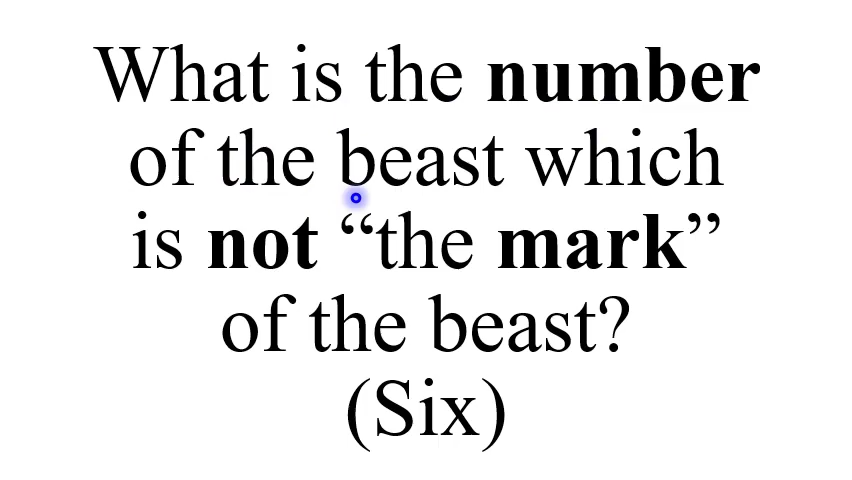 What is the number
of the beast which
is not “the mark”
of the beast?
(Six)